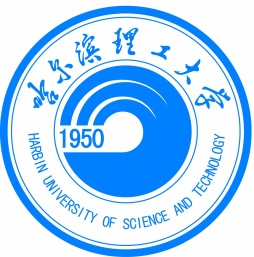 哈尔滨理工大学
1950
HARBIN UNIVERSITY OF SCIENCE AND TECHNOLOGY